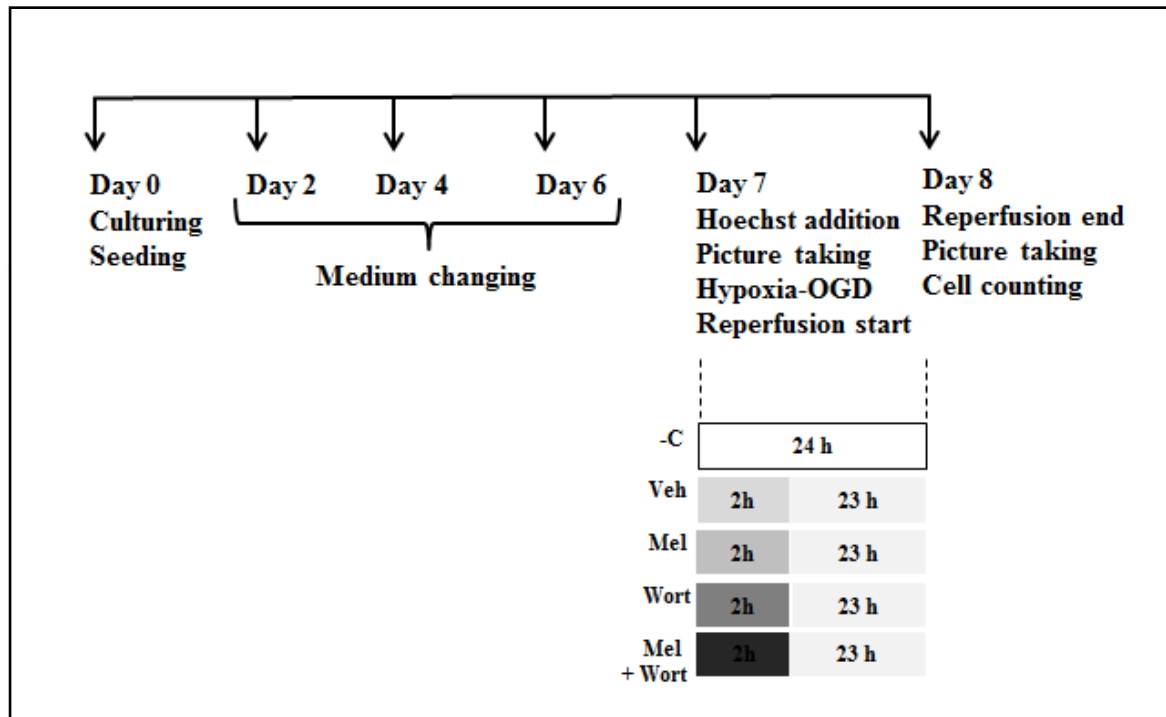 Day 0
Culturing
Seeding
Day 2
Day 4
Day 6
Medium changing
Day 7
Hoechst addition
Picture taking
Hypoxia-OGD
Reperfusion start
Day 8
Reperfusion end
Picture taking
Cell counting
-C
24 h
Veh
2h
23 h
Mel
2h
23 h
Wort
2h
23 h
Mel
+ Wort
2h
23 h